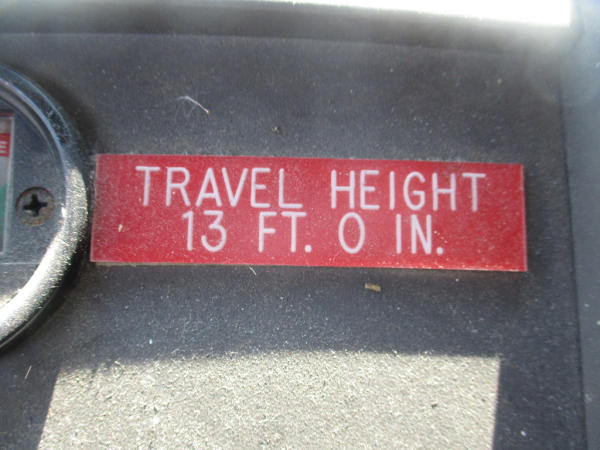 TRAVEL HEIGHT
13 FT. 0 IN.